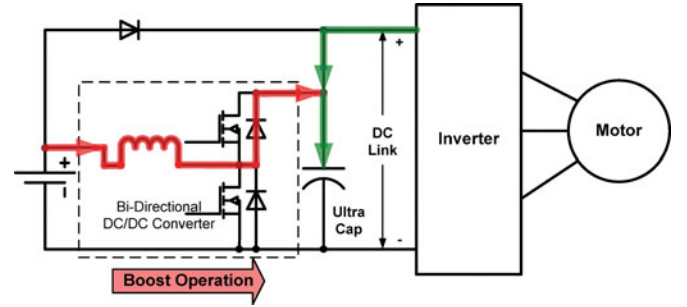 +
-
Bi-Directional
DC/DC Converter
Boost Operation
Ultra
Cap
+
DC
Link
-
Inverter
Motor